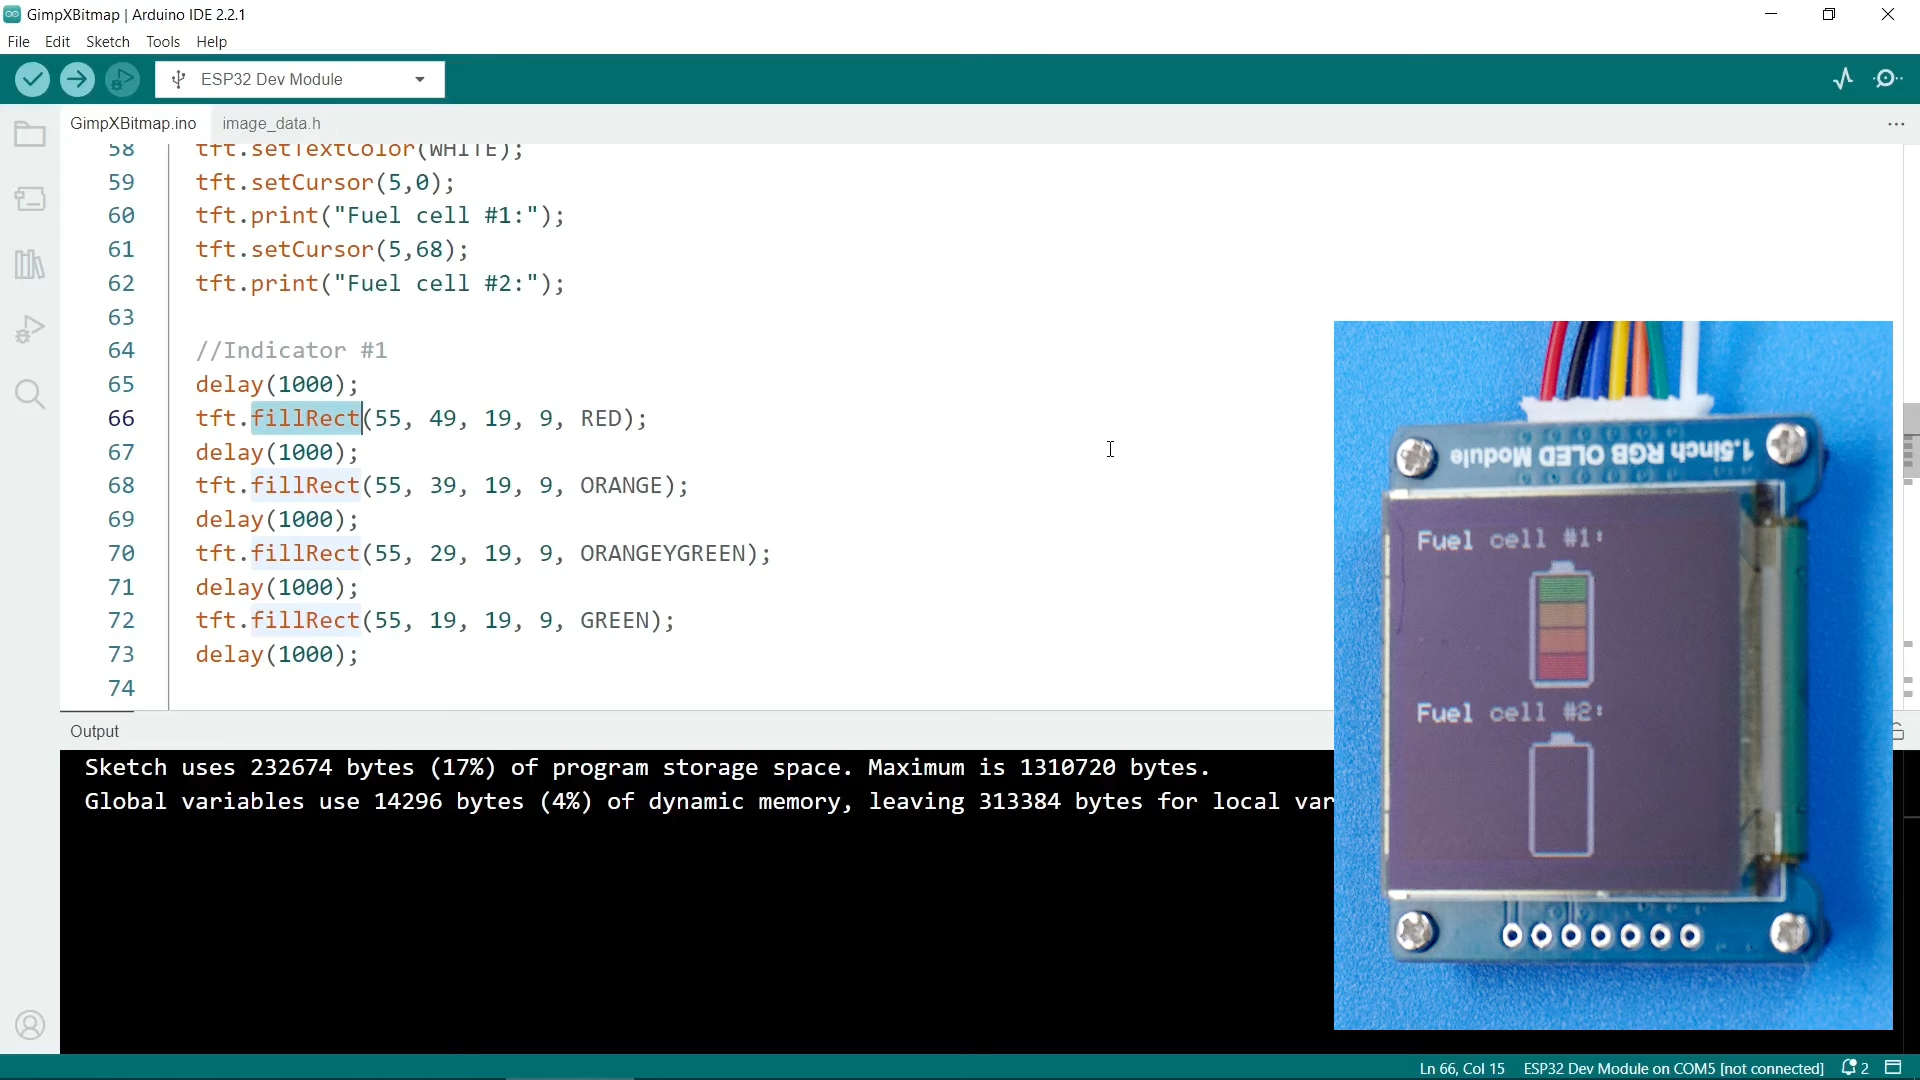 GimpXBitmap | Arduino IDE 2.2.1
File Edit Sketch Tools Help
ESP32 Dev Module
GimpXBitmap.ino image_data.h
58 tft.setTextColor(WHITE);
59 tft.setCursor(5,0);
60 tft.print("Fuel cell #1:");
61 tft.setCursor(5,68);
62 tft.print("Fuel cell #2:");
63
64 //Indicator #1
65 delay(1000);
66 tft.fillRect(55, 49, 19, 9, RED);
67 delay(1000);
68 tft.fillRect(55, 39, 19, 9, ORANGE);
69 delay(1000);
70 tft.fillRect(55, 29, 19, 9, ORANGEYGREEN);
71 delay(1000);
72 tft.fillRect(55, 19, 19, 9, GREEN);
73 delay(1000);
74
1.5inch RGB OLED Module
Fuel cell #1:
Fuel cell #2:
Output
Sketch uses 232674 bytes (17%) of program storage space. Maximum is 1310720 bytes.
Global variables use 14296 bytes (4%) of dynamic memory, leaving 313384 bytes for local var
Ln 66, Col 15 ESP32 Dev Module on COM5 [not connected] 2